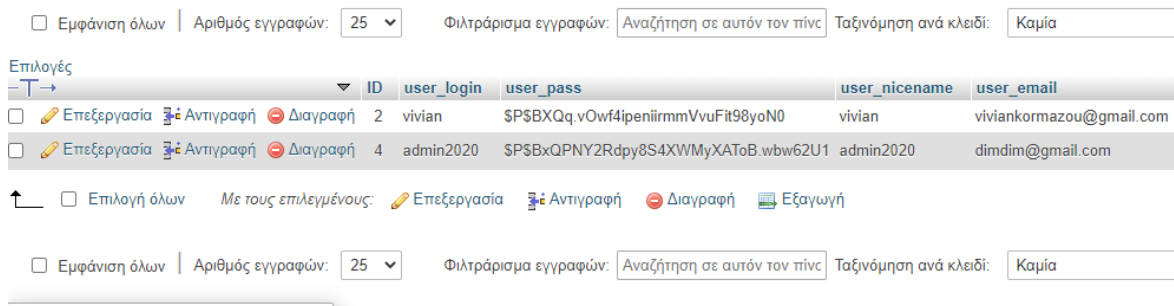 Εμφάνιση όλων Αριθμός εγγραφών: 25 Φιλτράρισμα εγγραφών: Αναζήτηση σε αυτόν τον πίνα Ταξινόμηση ανά κλειδί: Καμία
Επιλογές
ID user_login user_pass user_nicename user_email
Επεξεργασία Αντιγραφή Διαγραφή 2 vivian $P$BXQq.vOwf4ipeniirmmVvuFit98yoN0 vivian viviankormazou@gmail.com
Επεξεργασία Αντιγραφή Διαγραφή 4 admin2020 $P$BxQPNY2Rdpy8S4XWMyXAToB.wbw62U1 admin2020 dimdim@gmail.com
Επιλογή όλων Με τους επιλεγμένους: Επεξεργασία Αντιγραφή Διαγραφή Εξαγωγή
Εμφάνιση όλων Αριθμός εγγραφών: 25 Φιλτράρισμα εγγραφών: Αναζήτηση σε αυτόν τον πίνα Ταξινόμηση ανά κλειδί: Καμία